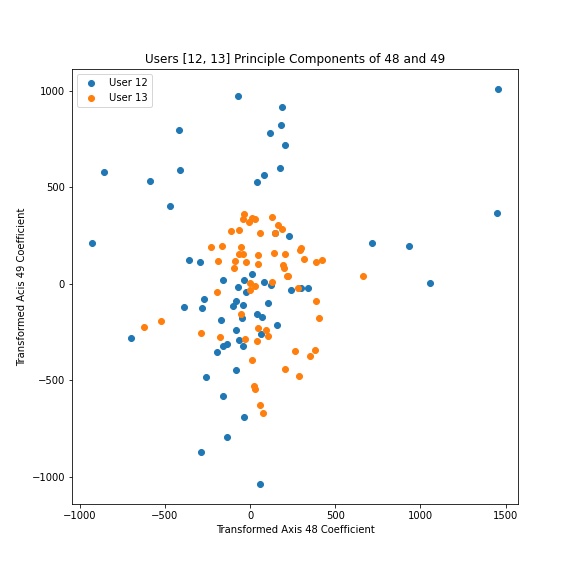 Users [12, 13] Principle Components of 48 and 49
User 12
User 13
Transformed Acis 49 Coefficient
1000
500
0
−500
−1000
−1000 −500 0 500 1000 1500
Transformed Axis 48 Coefficient